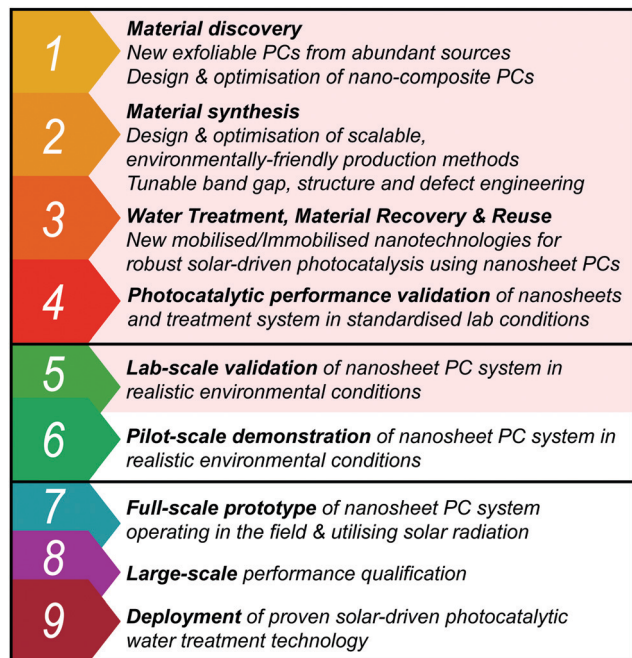 1
Material discovery
New exfoliable PCs from abundant sources
Design & optimisation of nano-composite PCs
2
Material synthesis
Design & optimisation of scalable,
environmentally-friendly production methods
Tunable band gap, structure and defect engineering
3
Water Treatment, Material Recovery & Reuse
New mobilised/Immobilised nanotechnologies for
robust solar-driven photocatalysis using nanosheet PCs
4
Photocatalytic performance validation of nanosheets
and treatment system in standardised lab conditions
5
Lab-scale validation of nanosheet PC system in
realistic environmental conditions
6
Pilot-scale demonstration of nanosheet PC system in
realistic environmental conditions
7
Full-scale prototype of nanosheet PC system
operating in the field & utilising solar radiation
8
Large-scale performance qualification
9
Deployment of proven solar-driven photocatalytic
water treatment technology